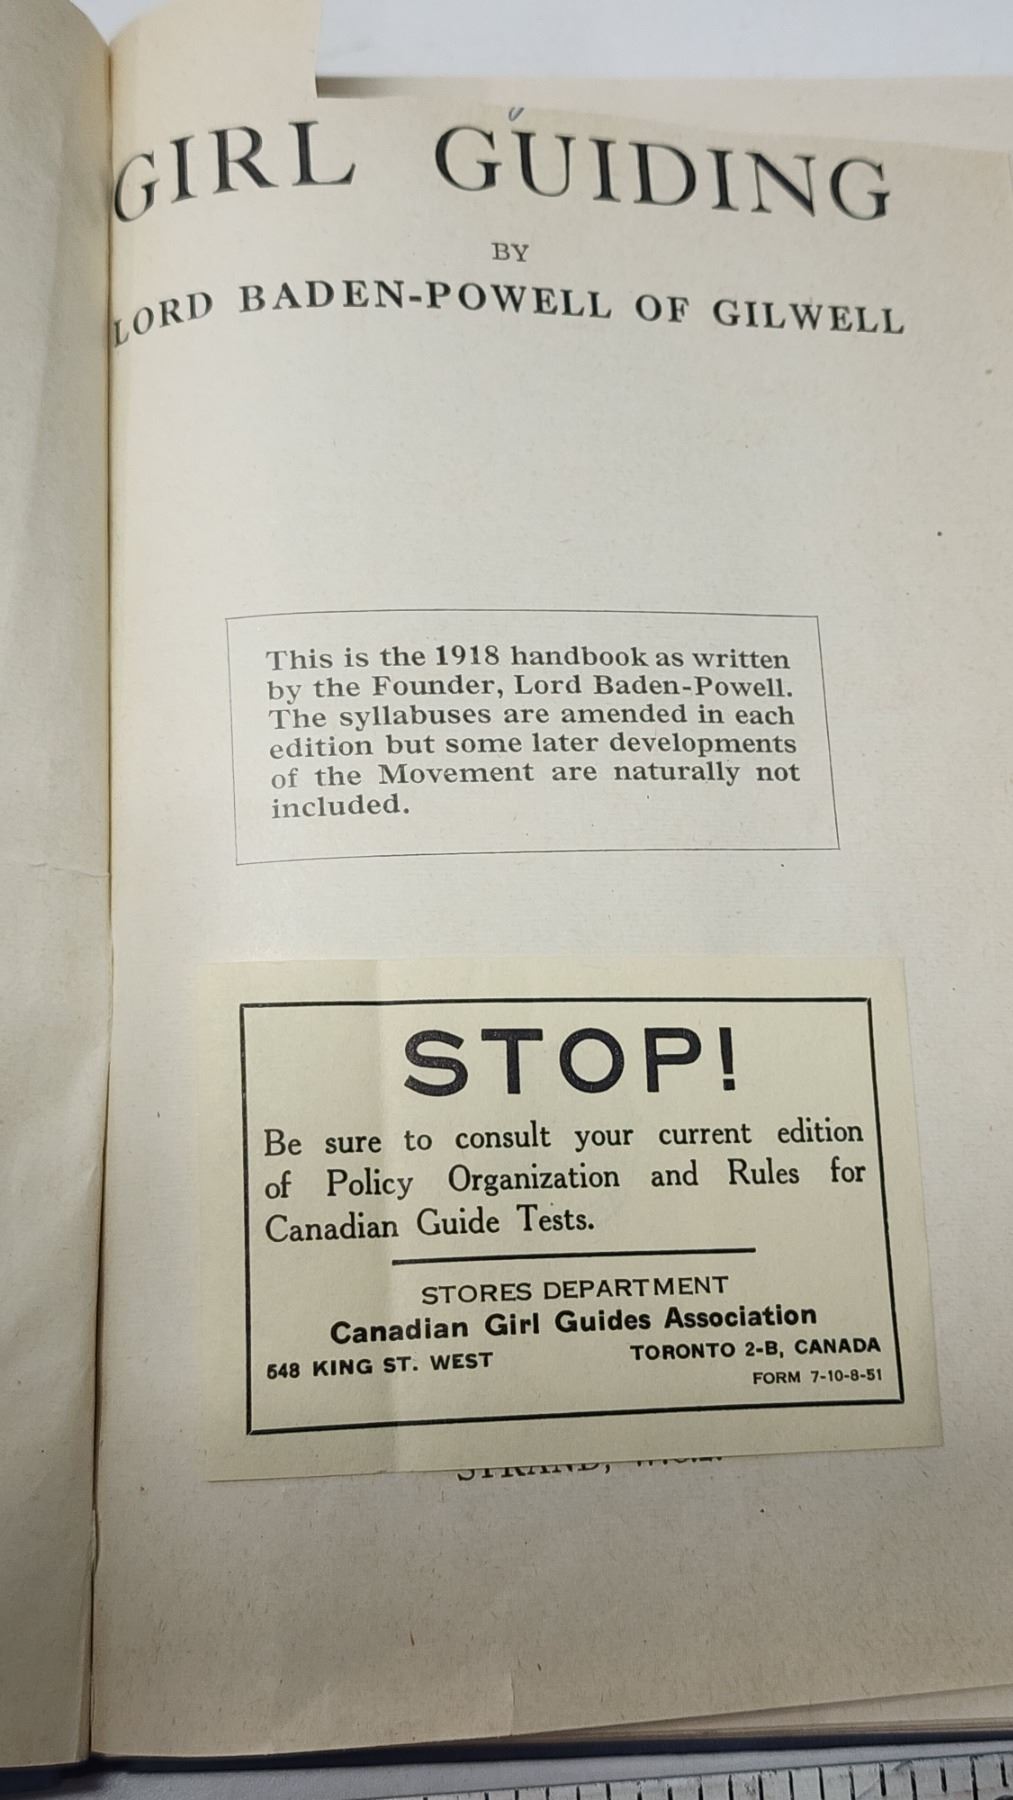 GIRL GUIDING
BY
LORD BADEN-POWELL OF GILWELL
This is the 1918 handbook as written
by the Founder, Lord Baden-Powell.
The syllabuses are amended in each
edition but some later developments
of the Movement are naturally not
included.
STOP!
Be sure to consult your current edition
of Policy Organization and Rules for
Canadian Guide Tests.
STORES DEPARTMENT
Canadian Girl Guides Association
548 KING ST. WEST TORONTO 2-B, CANADA
FORM 7-10-8-51
STRAND,